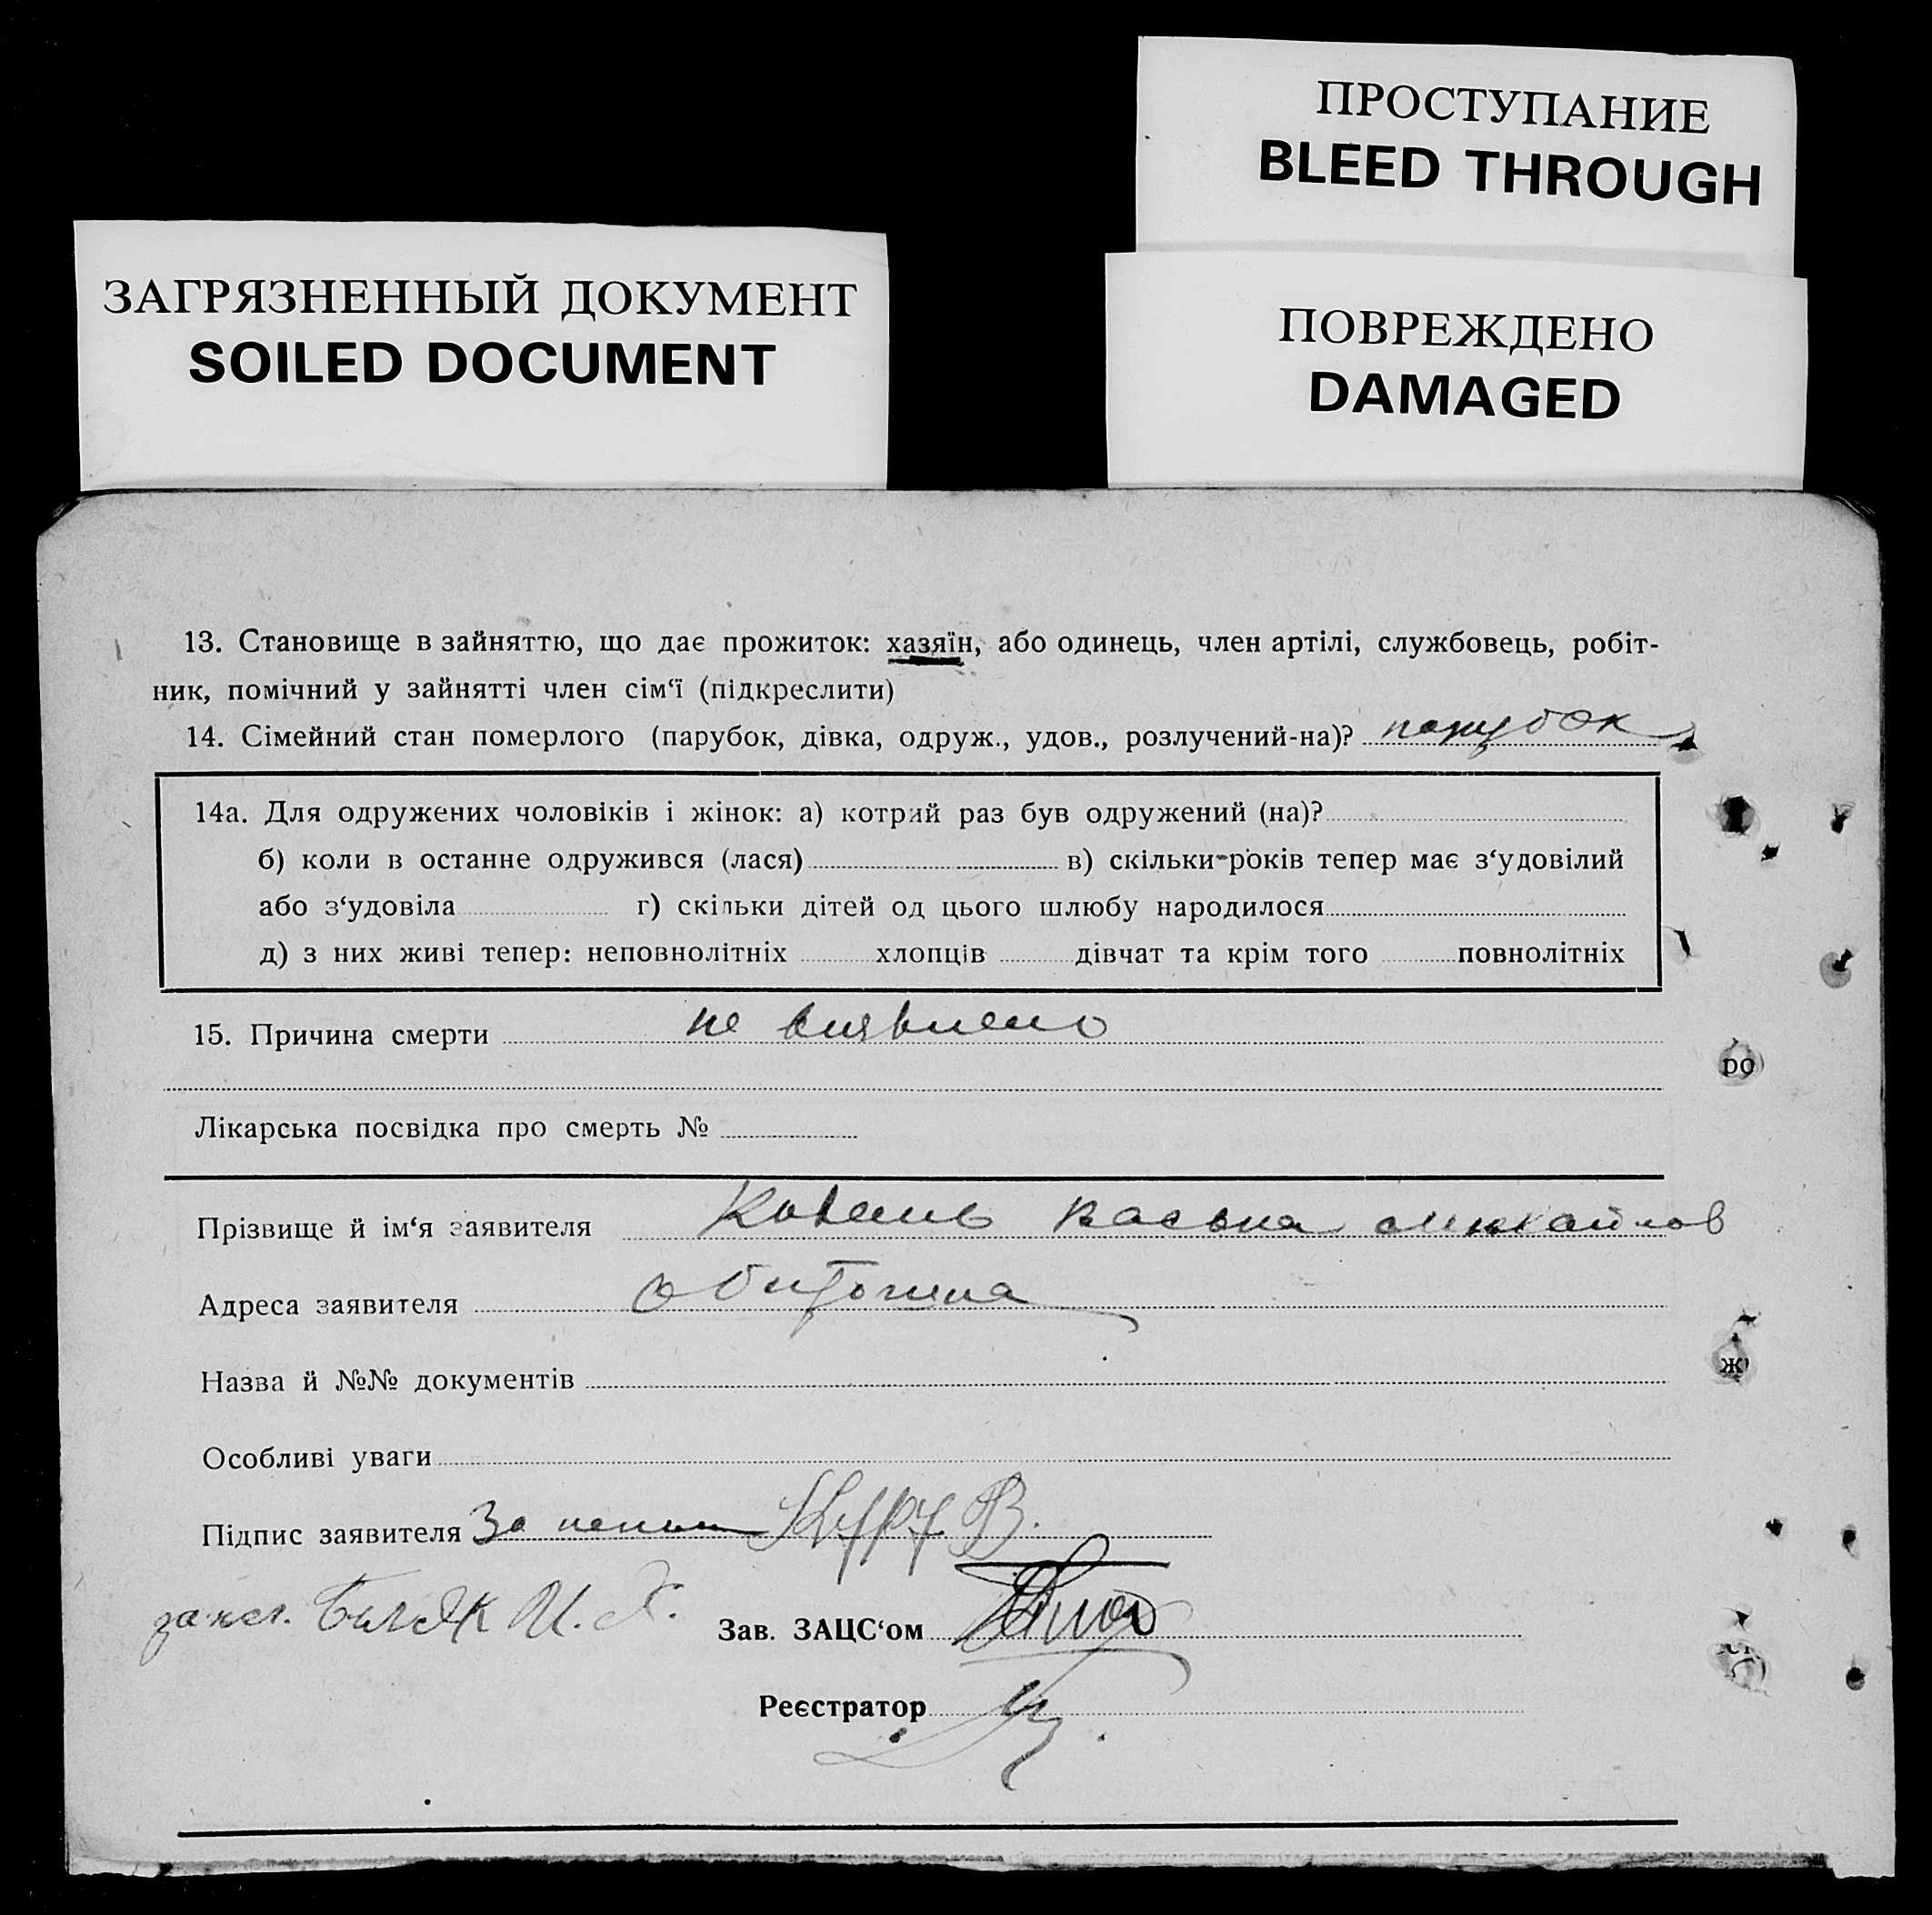 ПРОСТУПАНИЕ
BLEED THROUGH
ЗАГРЯЗНЕННЫЙ ДОКУМЕНТ
SOILED DOCUMENT
ПОВРЕЖДЕНО
DAMAGED
13. Становище в зайняттю, що дає прожиток: хазяїн, або одинець, член артілі, службовець, робіт-
ник, помічний у зайнятті член сім‘ї (підкреслити)
14. Сімейний стан померлого (парубок, дівка, одруж., удов., розлучений-на)? парубок
14а. Для одружених чоловіків і жінок: а) котрий раз був одружений (на)?
б) коли в останне одружився (лася) в) скільки років тепер має з‘удовілий
або з‘удовіла г) скільки дітей од цього шлюбу народилося
д) з них живі тепер: неповнолітніх хлопців дівчат та крім того повнолітніх
15. Причина смерти не виявлено
ро
Лікарська посвідка про смерть №
Прізвище й ім‘я заявителя
Адреса заявителя
Назва й №№ документів
ж
Особливі уваги
Підпис заявителя За В.
Зав. ЗАЦС‘ом
Реєстратор